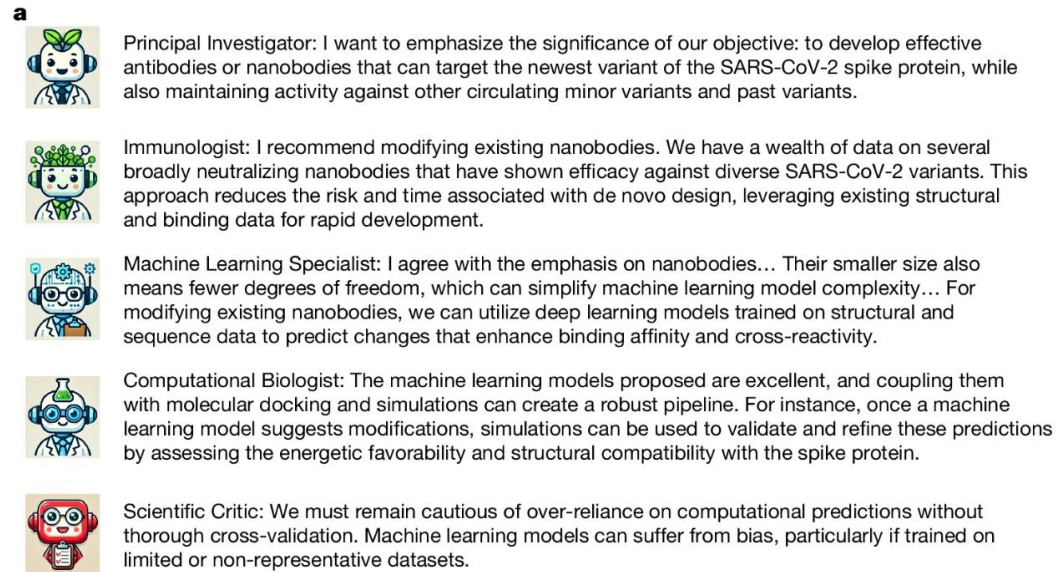 a
Principal Investigator: I want to emphasize the significance of our objective: to develop effective
antibodies or nanobodies that can target the newest variant of the SARS-CoV-2 spike protein, while
also maintaining activity against other circulating minor variants and past variants.
Immunologist: I recommend modifying existing nanobodies. We have a wealth of data on several
broadly neutralizing nanobodies that have shown efficacy against diverse SARS-CoV-2 variants. This
approach reduces the risk and time associated with de novo design, leveraging existing structural
and binding data for rapid development.
Machine Learning Specialist: I agree with the emphasis on nanobodies… Their smaller size also
means fewer degrees of freedom, which can simplify machine learning model complexity… For
modifying existing nanobodies, we can utilize deep learning models trained on structural and
sequence data to predict changes that enhance binding affinity and cross-reactivity.
Computational Biologist: The machine learning models proposed are excellent, and coupling them
with molecular docking and simulations can create a robust pipeline. For instance, once a machine
learning model suggests modifications, simulations can be used to validate and refine these predictions
by assessing the energetic favorability and structural compatibility with the spike protein.
Scientific Critic: We must remain cautious of over-reliance on computational predictions without
thorough cross-validation. Machine learning models can suffer from bias, particularly if trained on
limited or non-representative datasets.